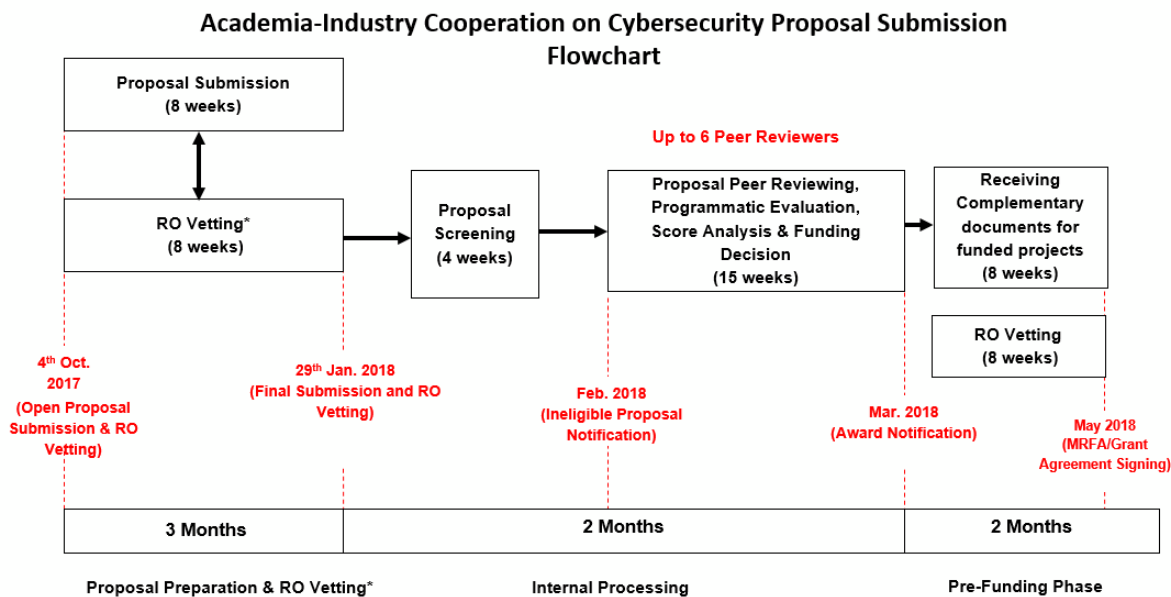 Academia-Industry Cooperation on Cybersecurity Proposal Submission
Flowchart
Proposal Submission
(8 weeks)
RO Vetting*
(8 weeks)
Proposal
Screening
(4 weeks)
Up to 6 Peer Reviewers
Proposal Peer Reviewing,
Programmatic Evaluation,
Score Analysis & Funding
Decision
(15 weeks)
Receiving
Complementary
documents for
funded projects
(8 weeks)
RO Vetting
(8 weeks)
4th Oct.
2017
(Open Proposal
Submission & RO
Vetting)
29th Jan. 2018
(Final Submission and RO
Vetting)
Feb. 2018
(Ineligible Proposal
Notification)
Mar. 2018
(Award Notification)
May 2018
(MRFA/Grant
Agreement Signing)
3 Months
2 Months
2 Months
Proposal Preparation & RO Vetting*
Internal Processing
Pre-Funding Phase